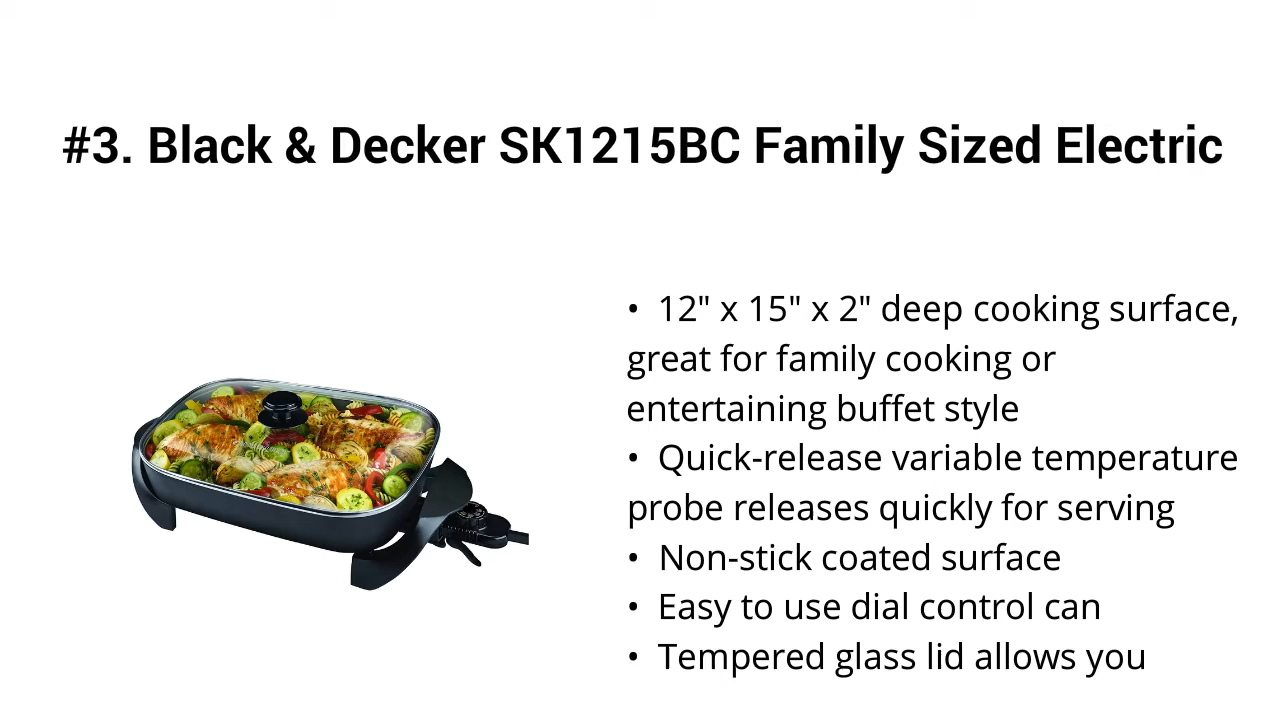 #3. Black & Decker SK1215BC Family Sized Electric
• 12" x 15" x 2" deep cooking surface,
great for family cooking or
entertaining buffet style
• Quick-release variable temperature
probe releases quickly for serving
• Non-stick coated surface
• Easy to use dial control can
• Tempered glass lid allows you